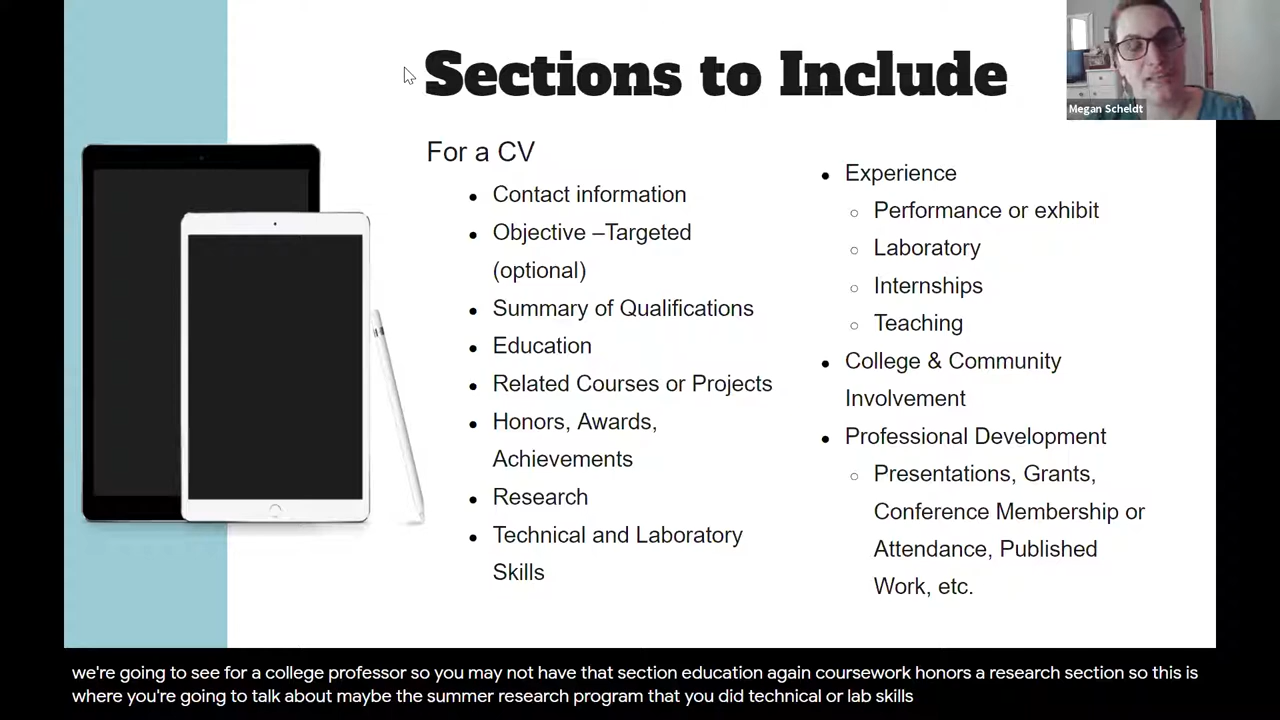 Sections to Include
Megan Scheldt
For a CV
• Contact information
• Objective –Targeted
(optional)
• Summary of Qualifications
• Education
• Related Courses or Projects
• Honors, Awards,
Achievements
• Research
• Technical and Laboratory
Skills
• Experience
○ Performance or exhibit
○ Laboratory
○ Internships
○ Teaching
• College & Community
Involvement
• Professional Development
○ Presentations, Grants,
Conference Membership or
Attendance, Published
Work, etc.
we're going to see for a college professor so you may not have that section education again coursework honors a research section so this is
where you're going to talk about maybe the summer research program that you did technical or lab skills